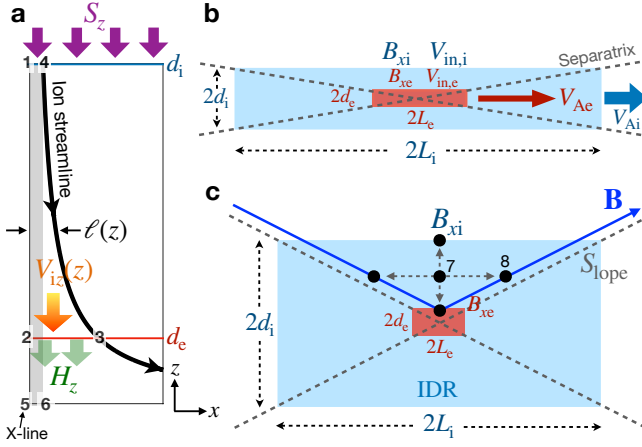 a
S_z
1 4
d_i
Ion streamline
ℓ(z)
V_iz(z)
2
3
d_e
H_z
z
x
5 6
X-line
b
B_xi V_in,i
Separatrix
B_xe V_in,e
2d_i
2d_e
V_Ae
V_Ai
2L_e
2L_i
c
B
B_xi
7
8
S_lope
B_xe
2d_i
2d_e
2L_e
IDR
2L_i